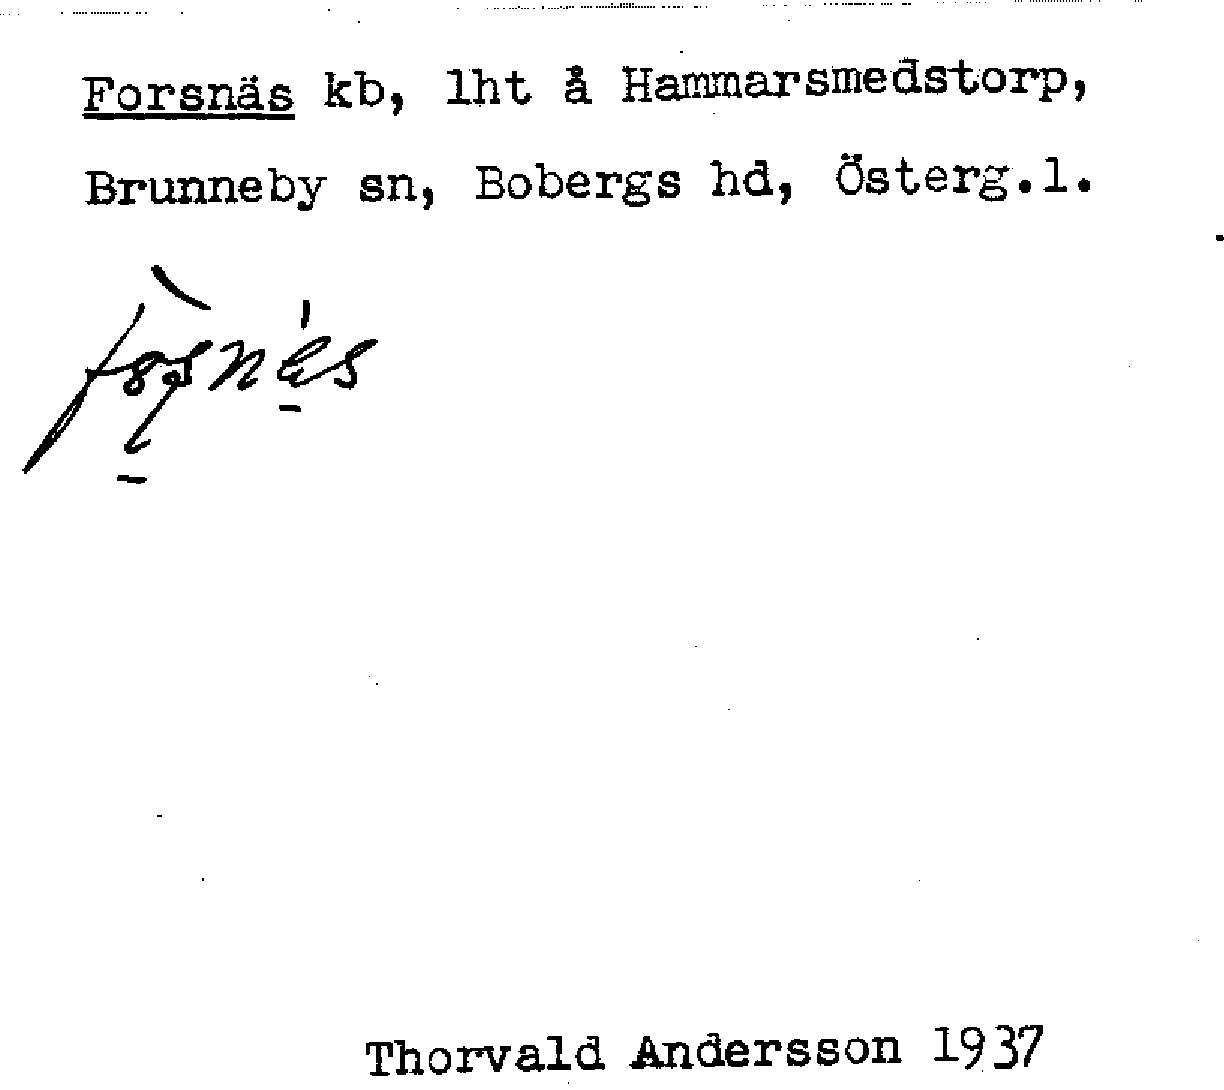 Forsnäs kb, lht å Hammarsmedstorp,
Brunneby sn, Bobergs hd, Österg.l.
Thorvald Andersson 1937